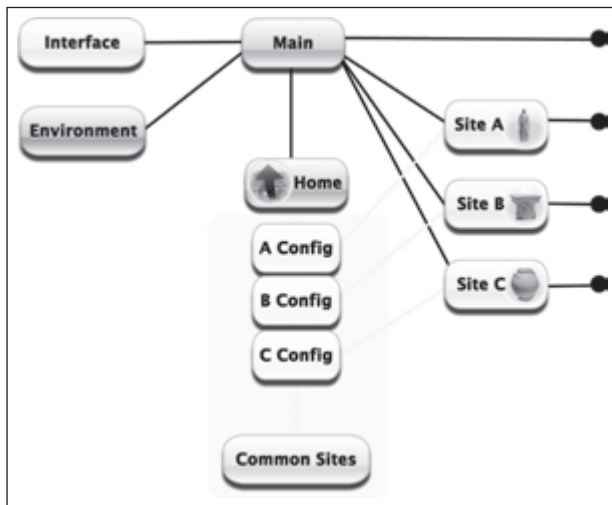 Interface
Main
Environment
Site A
Home
Site B
A Config
B Config
Site C
C Config
Common Sites